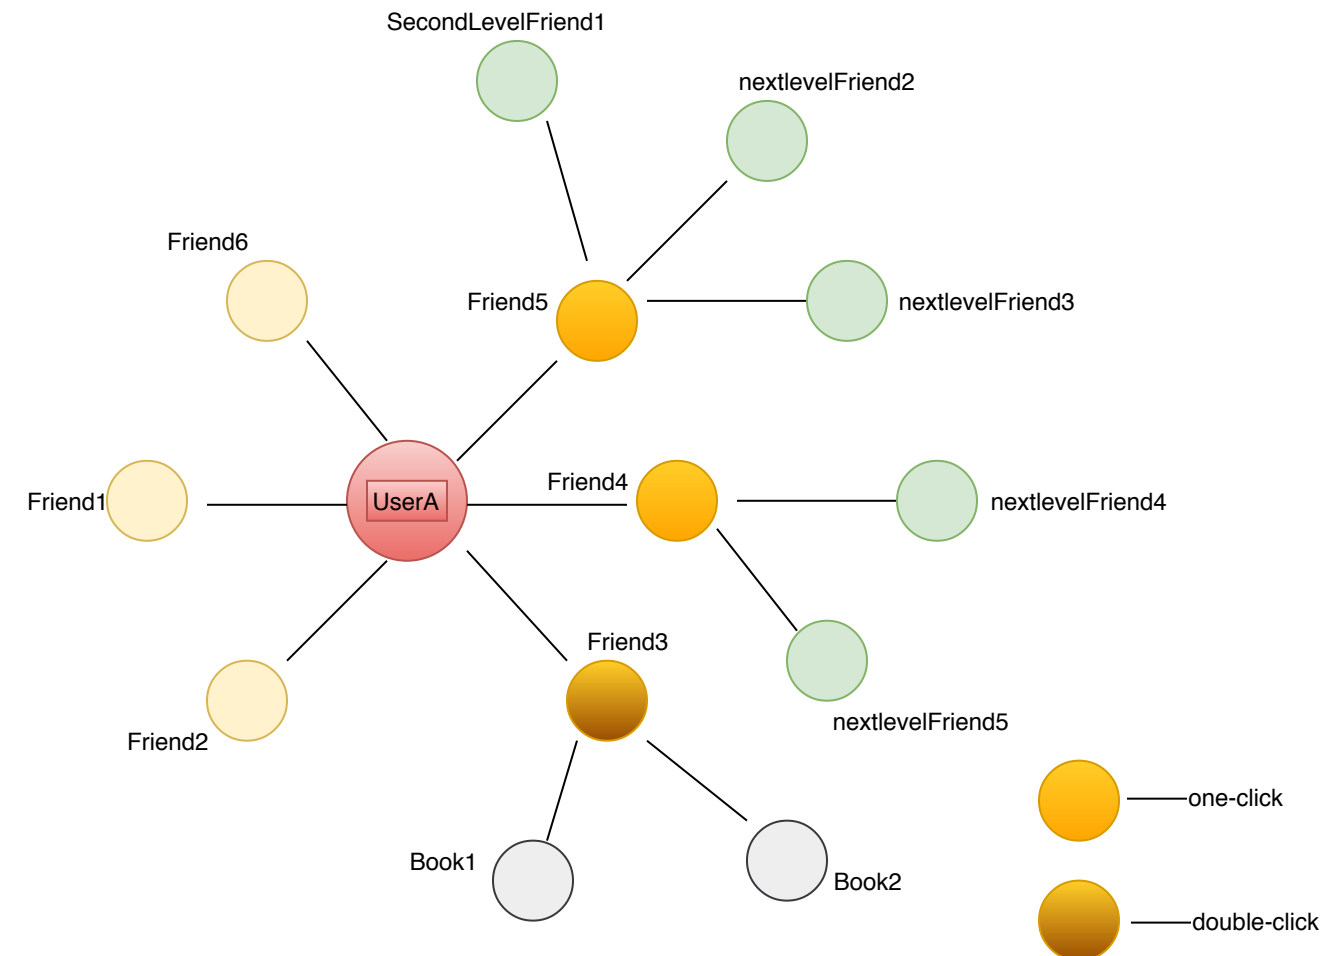 SecondLevelFriend1
nextlevelFriend2
Friend6
Friend5
nextlevelFriend3
Friend4
Friend1
UserA
nextlevelFriend4
Friend3
nextlevelFriend5
Friend2
one-click
Book1
Book2
double-click